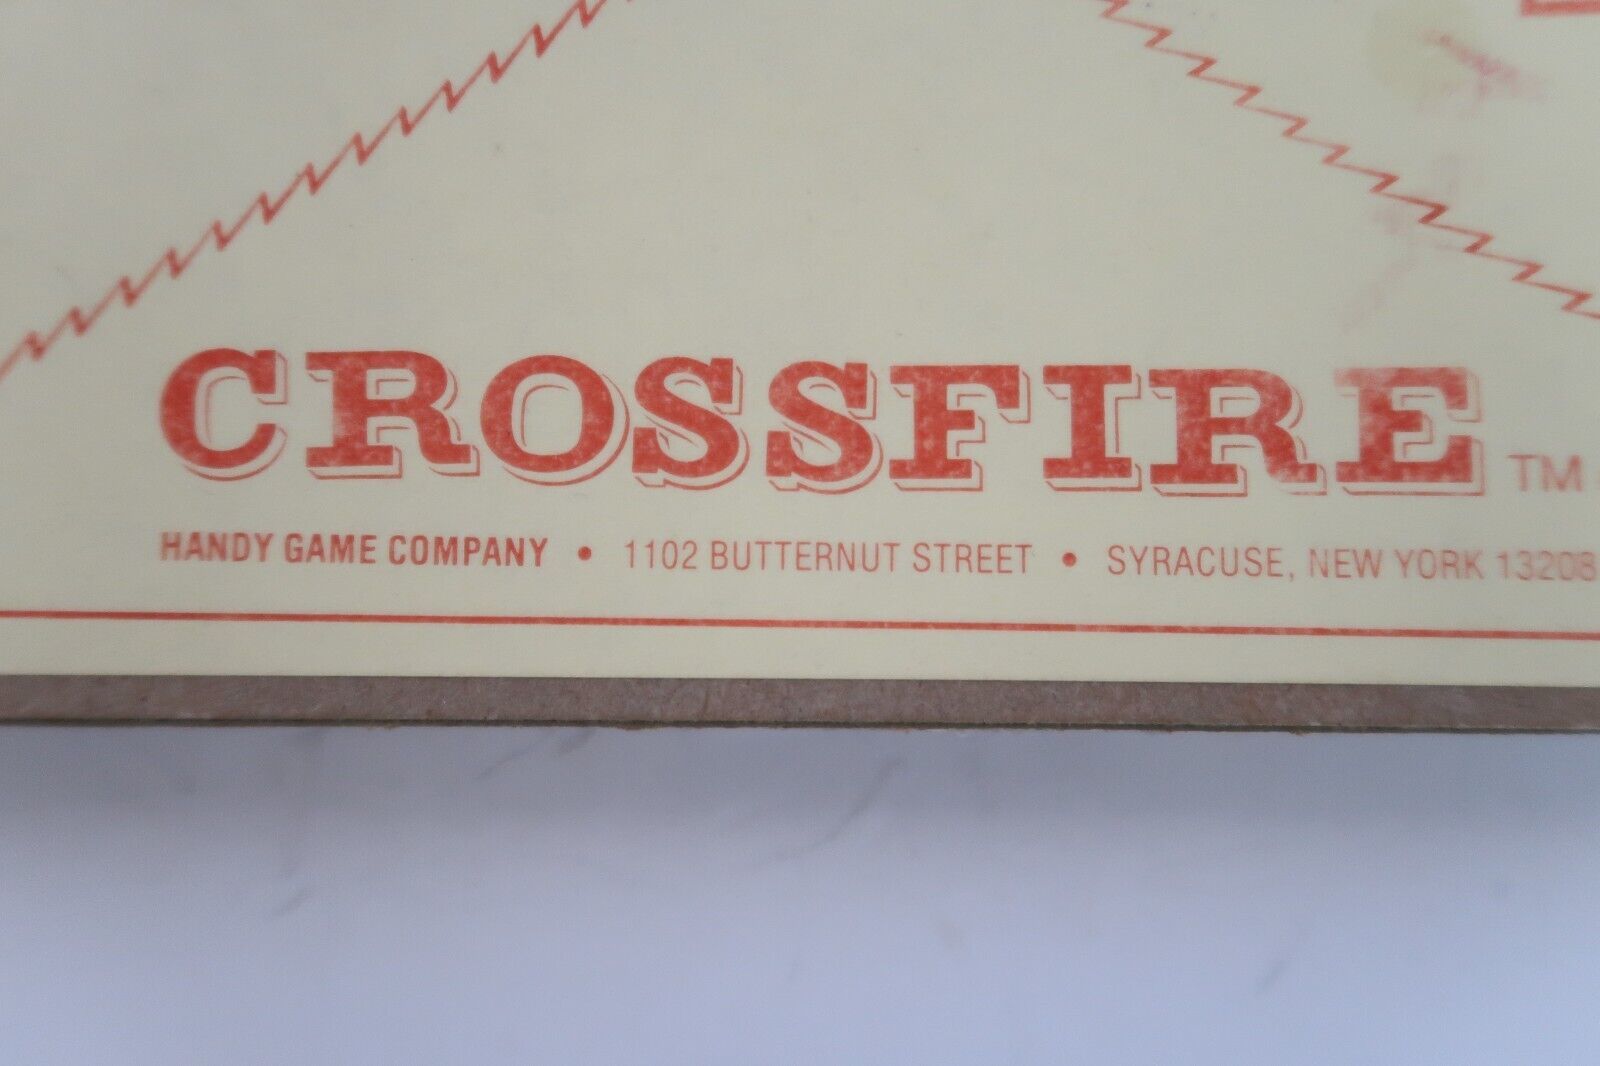 CROSSFIRE TM
HANDY GAME COMPANY • 1102 BUTTERNUT STREET • SYRACUSE, NEW YORK 13208